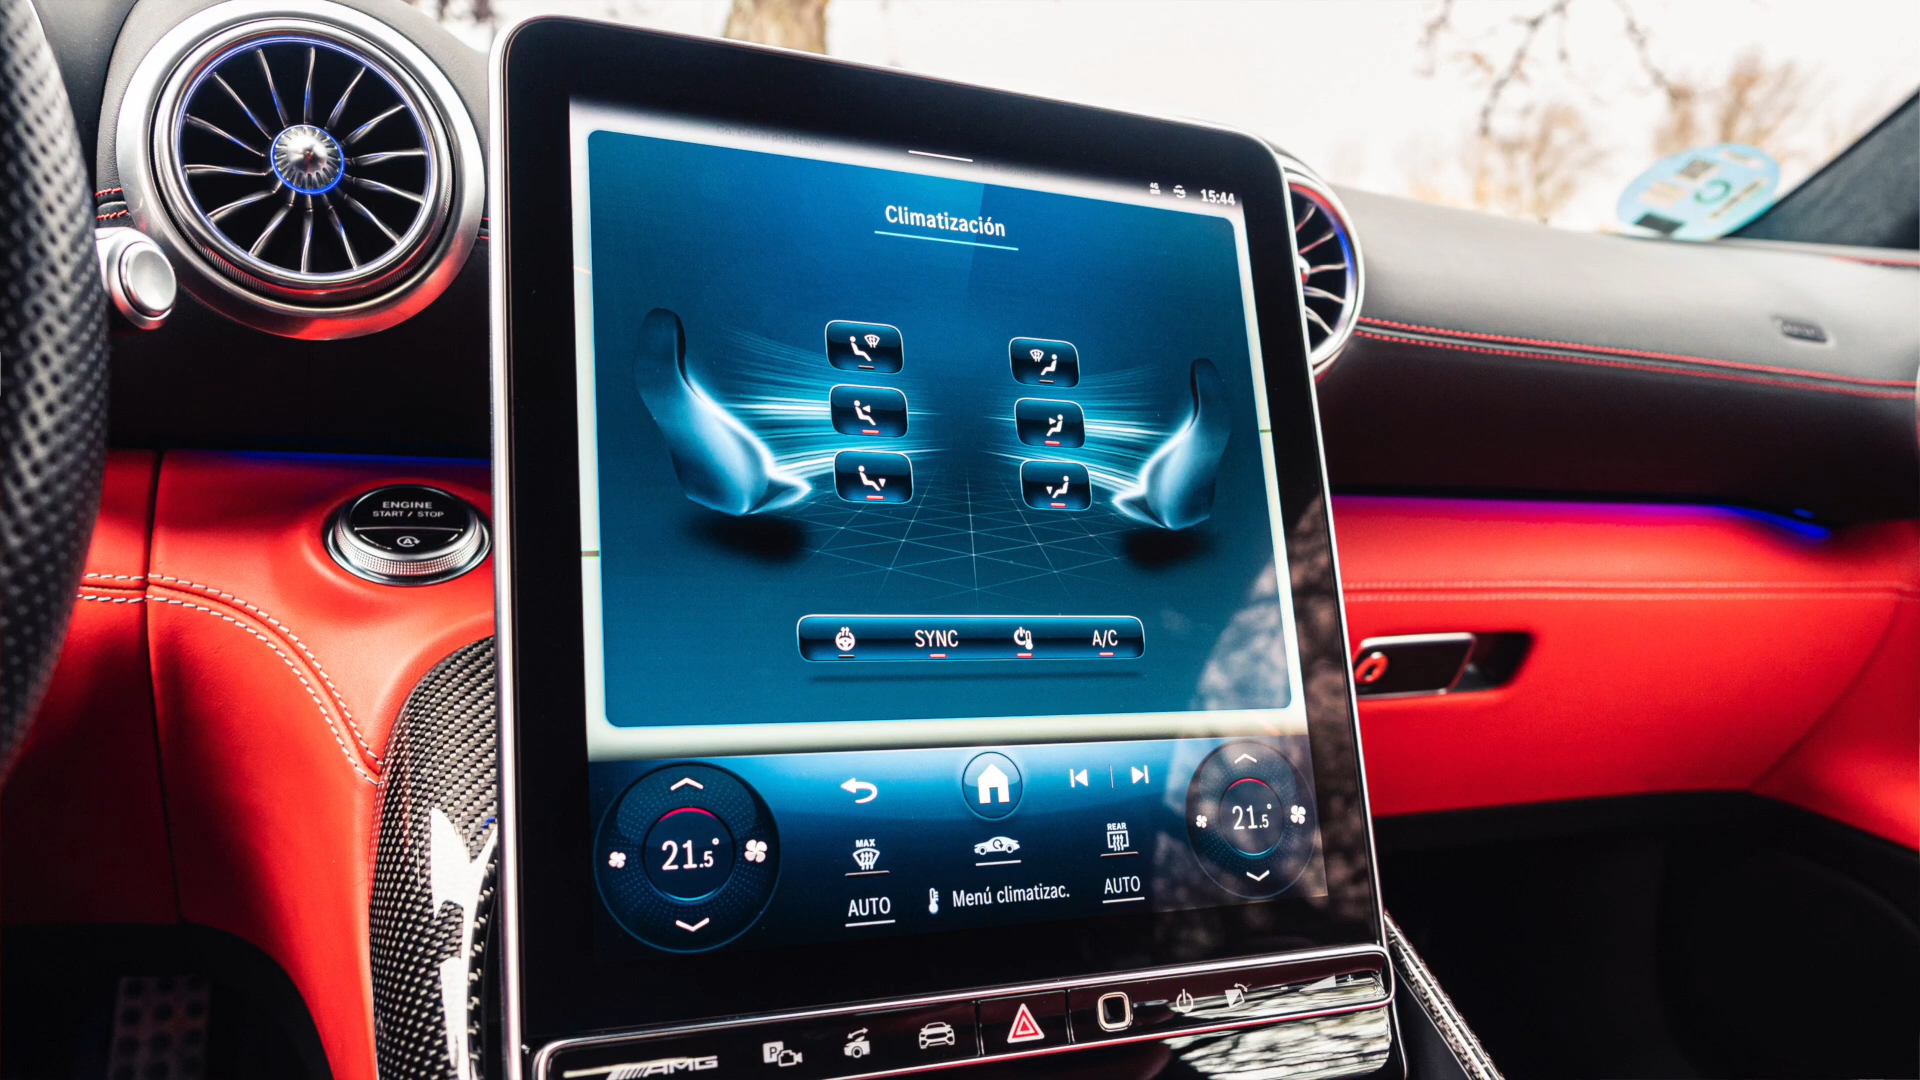 15:44
Climatización
ENGINE
START / STOP
A
SYNC
A/C
21.5°
MAX
AUTO
Menú climatizac.
REAR
AUTO
21.5°
P
AMG